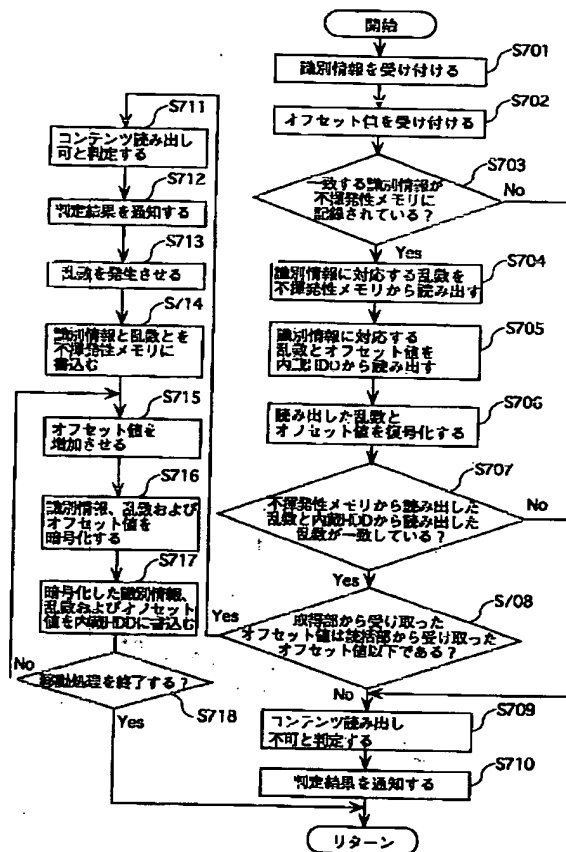 開始
S701
識別情報を受け付ける
S702
オフセット値を受け付ける
S703
一致する識別情報が
不揮発性メモリに
記録されている？
No
Yes
S704
識別情報に対応する乱数を
不揮発性メモリから読み出す
S705
識別情報に対応する
乱数とオフセット値を
内蔵HDDから読み出す
S706
読み出した乱数と
オフセット値を復号化する
S707
不揮発性メモリから読み出した
乱数と内蔵HDDから読み出した
乱数が一致している？
No
Yes
S708
取得部から受け取った
オフセット値は統括部から受け取った
オフセット値以下である？
Yes
No
S709
コンテンツ読み出し
不可と判定する
S710
判定結果を通知する
リターン
S711
コンテンツ読み出し
可と判定する
S712
判定結果を通知する
S713
乱数を発生させる
S714
識別情報と乱数とを
不揮発性メモリに
書込む
S715
オフセット値を
増加させる
S716
識別情報、乱数および
オフセット値を
暗号化する
S717
暗号化した識別情報、
乱数およびオフセット
値を内蔵HDDに書込む
No
移動処理を終了する？
S718
Yes